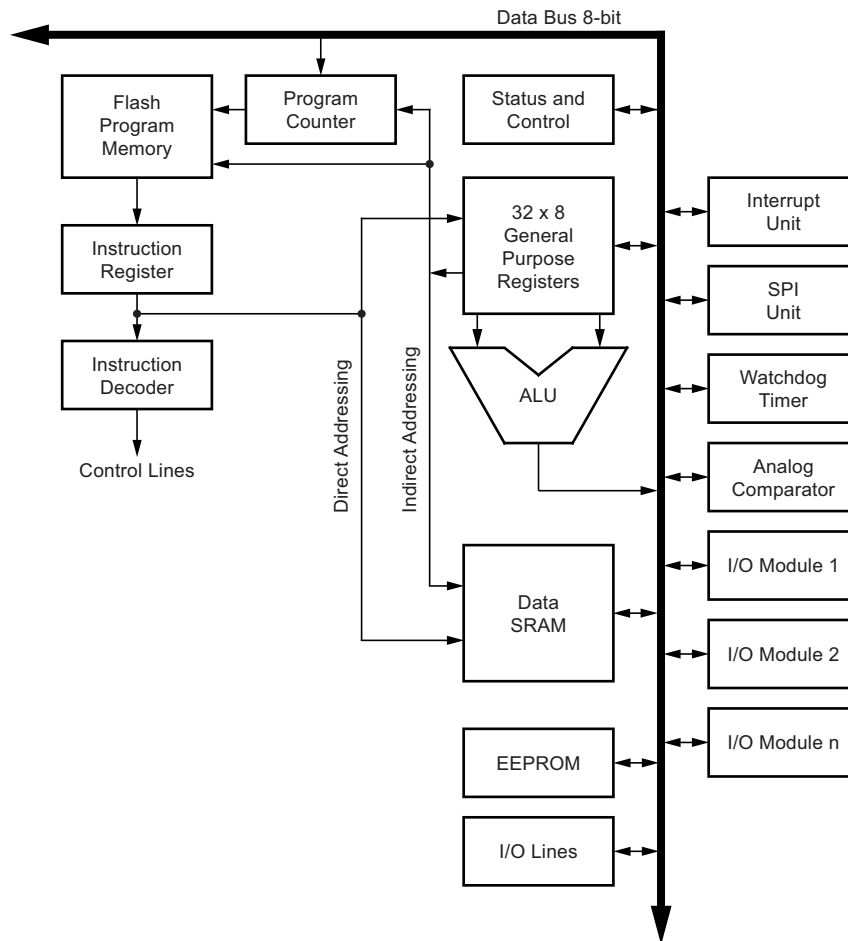 Data Bus 8-bit
Flash
Program
Memory
Program
Counter
Status and
Control
32 x 8
General
Purpose
Registers
Interrupt
Unit
Instruction
Register
SPI
Unit
Instruction
Decoder
Direct Addressing
Indirect Addressing
ALU
Watchdog
Timer
Control Lines
Analog
Comparator
Data
SRAM
I/O Module 1
I/O Module 2
I/O Module n
EEPROM
I/O Lines